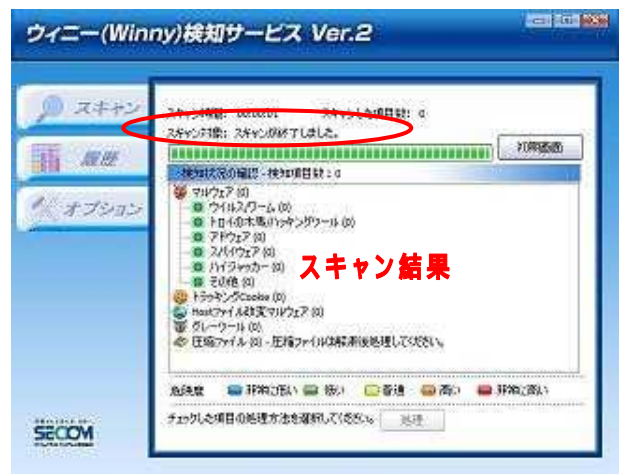 ウィニー(Winny)検知サービス Ver.2
スキャン
履歴
オプション
スキャン時間: 00:00:01 スキャンした項目数: 0
スキャン対象: スキャンが終了しました。
初期画面
検知状況の確認 - 検知項目数 : 0
マルウェア (0)
ウイルス/ワーム (0)
トロイの木馬/ハッキングツール (0)
アドウェア (0)
スパイウェア (0)
ハイジャッカー (0)
その他 (0)
スキャン結果
トラッキングCookie (0)
Hostファイル改変マルウェア (0)
グレーウール (0)
圧縮ファイル (0) - 圧縮ファイルは解凍後処理してください。
危険度 非常に低い 低い 普通 高い 非常に高い
チェックした項目の処理方法を選択してください。 処理
SECOM